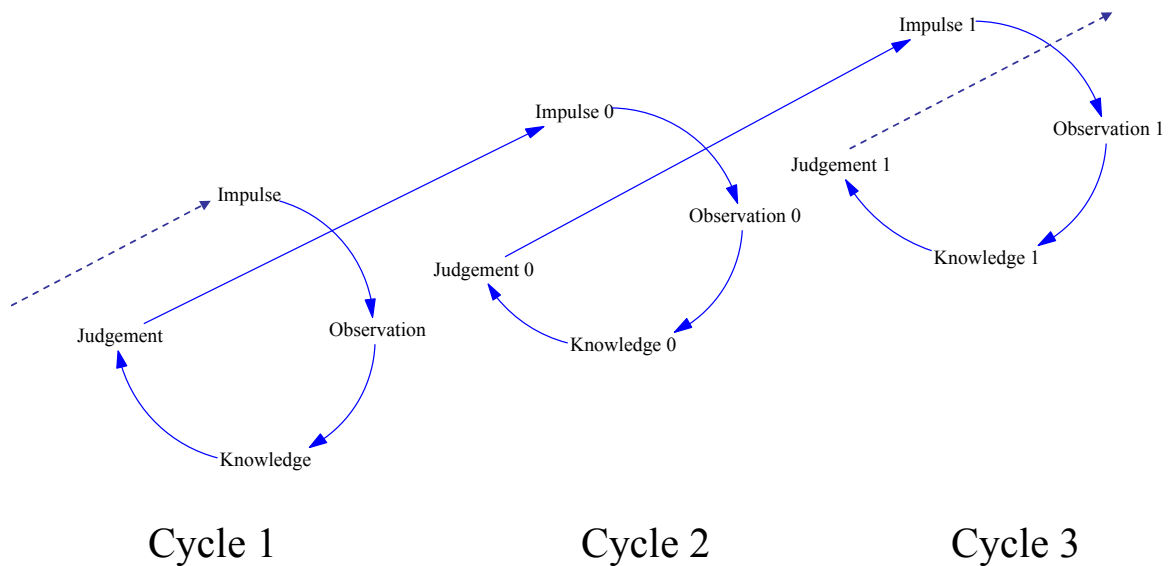 Impulse
Observation
Knowledge
Judgement
Cycle 1
Impulse 0
Observation 0
Knowledge 0
Judgement 0
Cycle 2
Impulse 1
Observation 1
Knowledge 1
Judgement 1
Cycle 3